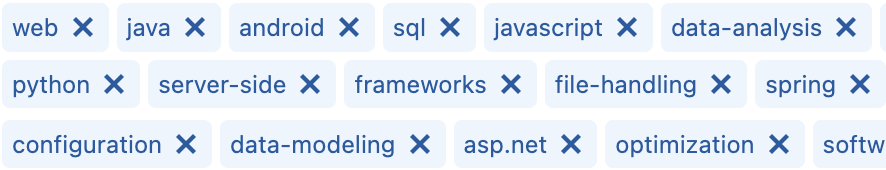 web × java × android × sql × javascript × data-analysis ×
python × server-side × frameworks × file-handling × spring ×
configuration × data-modeling × asp.net × optimization × softw